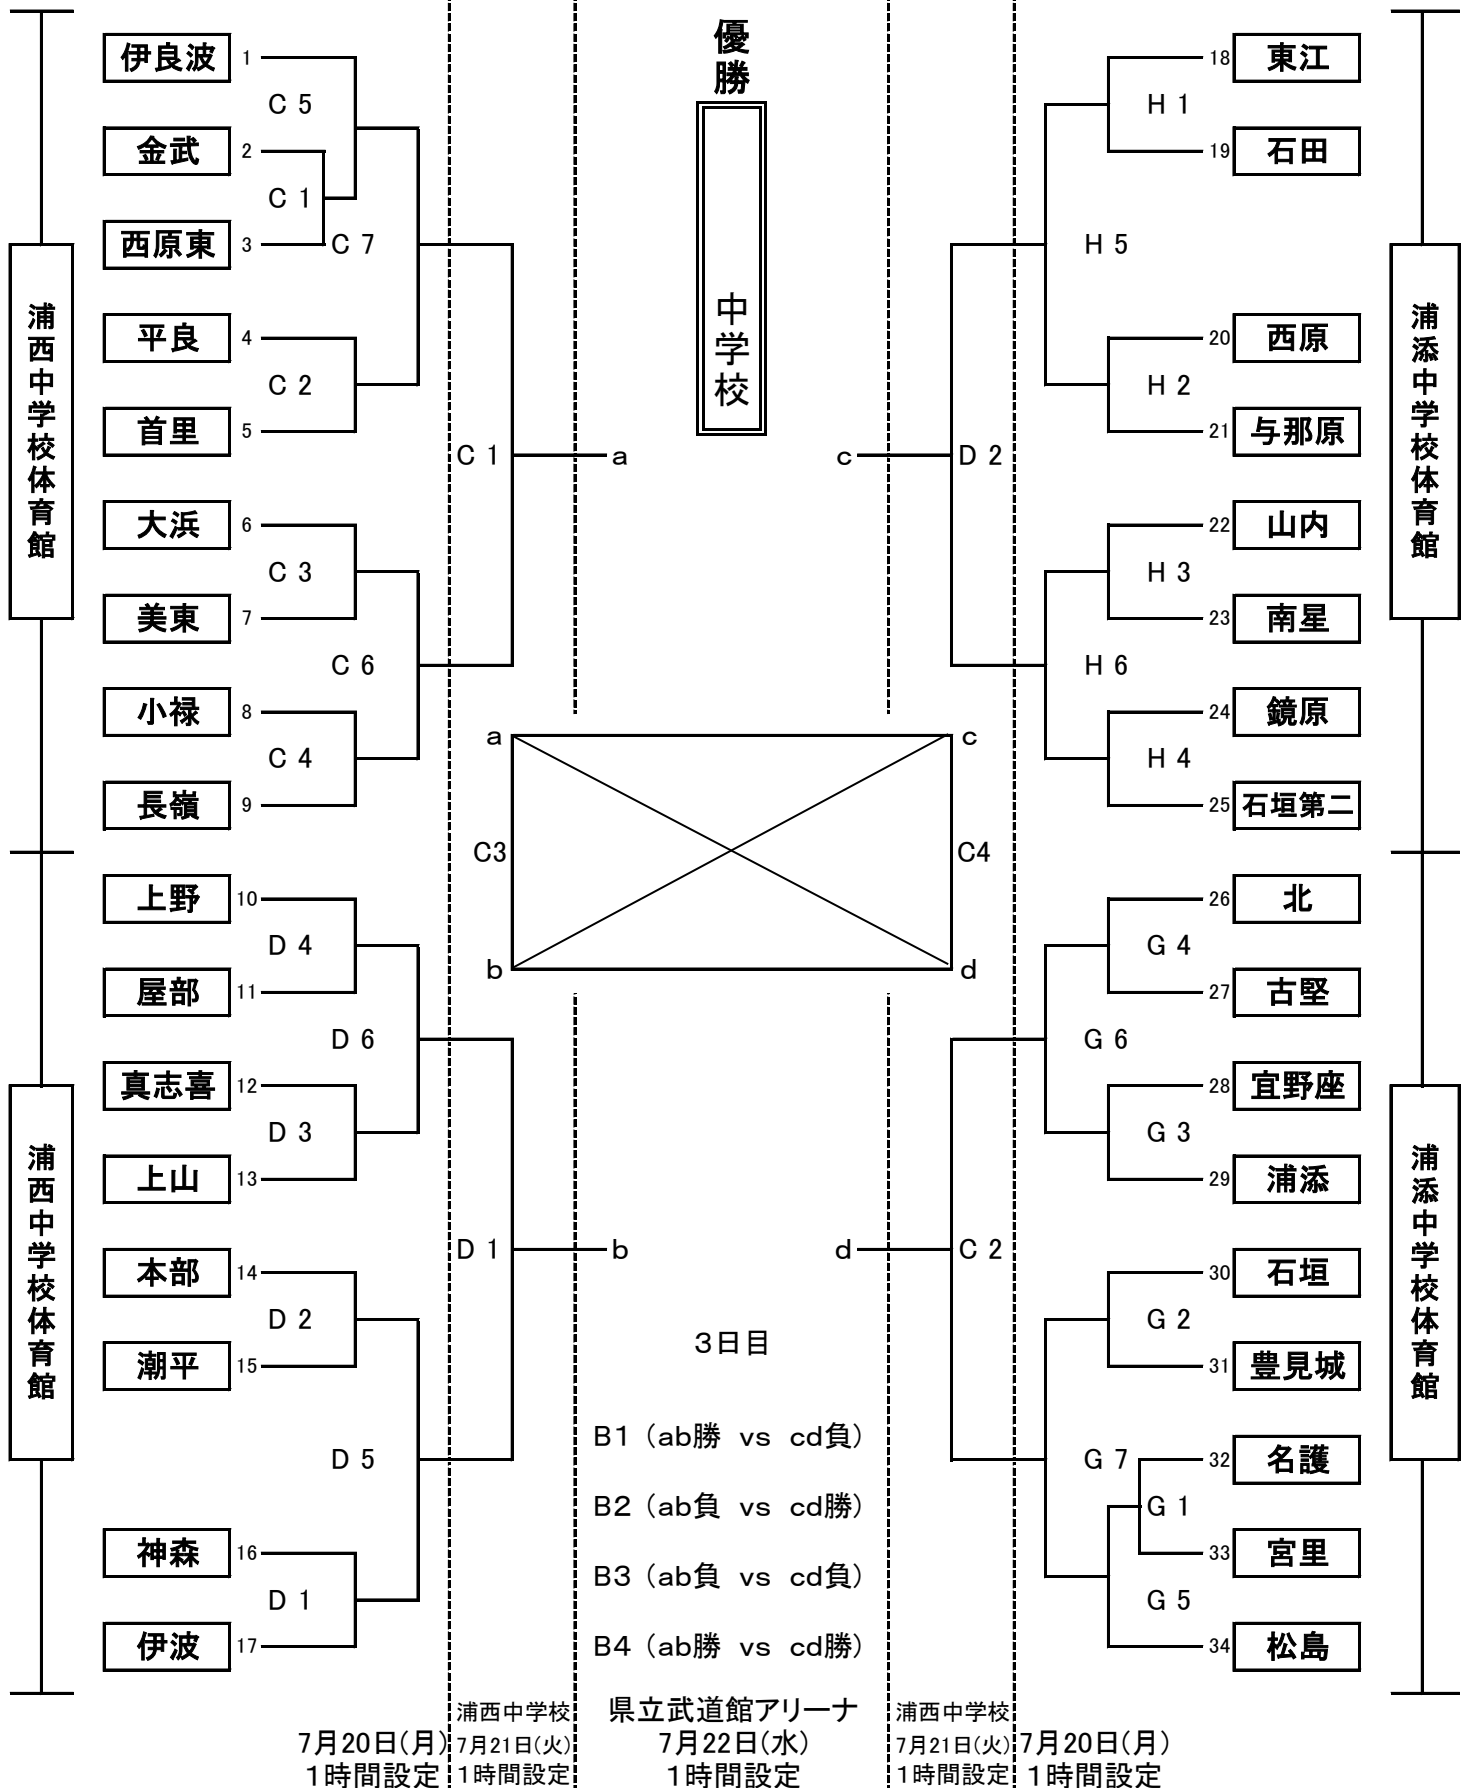 優勝
中学校
浦西中学校体育館
浦西中学校体育館
伊良波 1
C 5
金武 2
C 1
西原東 3
C 7
平良 4
C 2
首里 5
C 1
a
大浜 6
C 3
美東 7
C 6
小禄 8
C 4
長嶺 9
上野 10
D 4
屋部 11
D 6
真志喜 12
D 3
上山 13
D 1
b
本部 14
D 2
潮平 15
D 5
神森 16
D 1
伊波 17
a
c
C3
C4
b
d
18 東江
H 1
19 石田
H 5
20 西原
H 2
21 与那原
c
D 2
22 山内
H 3
23 南星
H 6
24 鏡原
H 4
25 石垣第二
26 北
G 4
27 古堅
G 6
28 宜野座
G 3
29 浦添
d
C 2
30 石垣
G 2
31 豊見城
G 7
32 名護
G 1
33 宮里
G 5
34 松島
浦添中学校体育館
浦添中学校体育館
3日目
B1(ab勝 vs cd負)
B2(ab負 vs cd勝)
B3(ab負 vs cd負)
B4(ab勝 vs cd勝)
7月20日(月)
1時間設定
浦西中学校
7月21日(火)
1時間設定
県立武道館アリーナ
7月22日(水)
1時間設定
浦西中学校
7月21日(火)
1時間設定
7月20日(月)
1時間設定